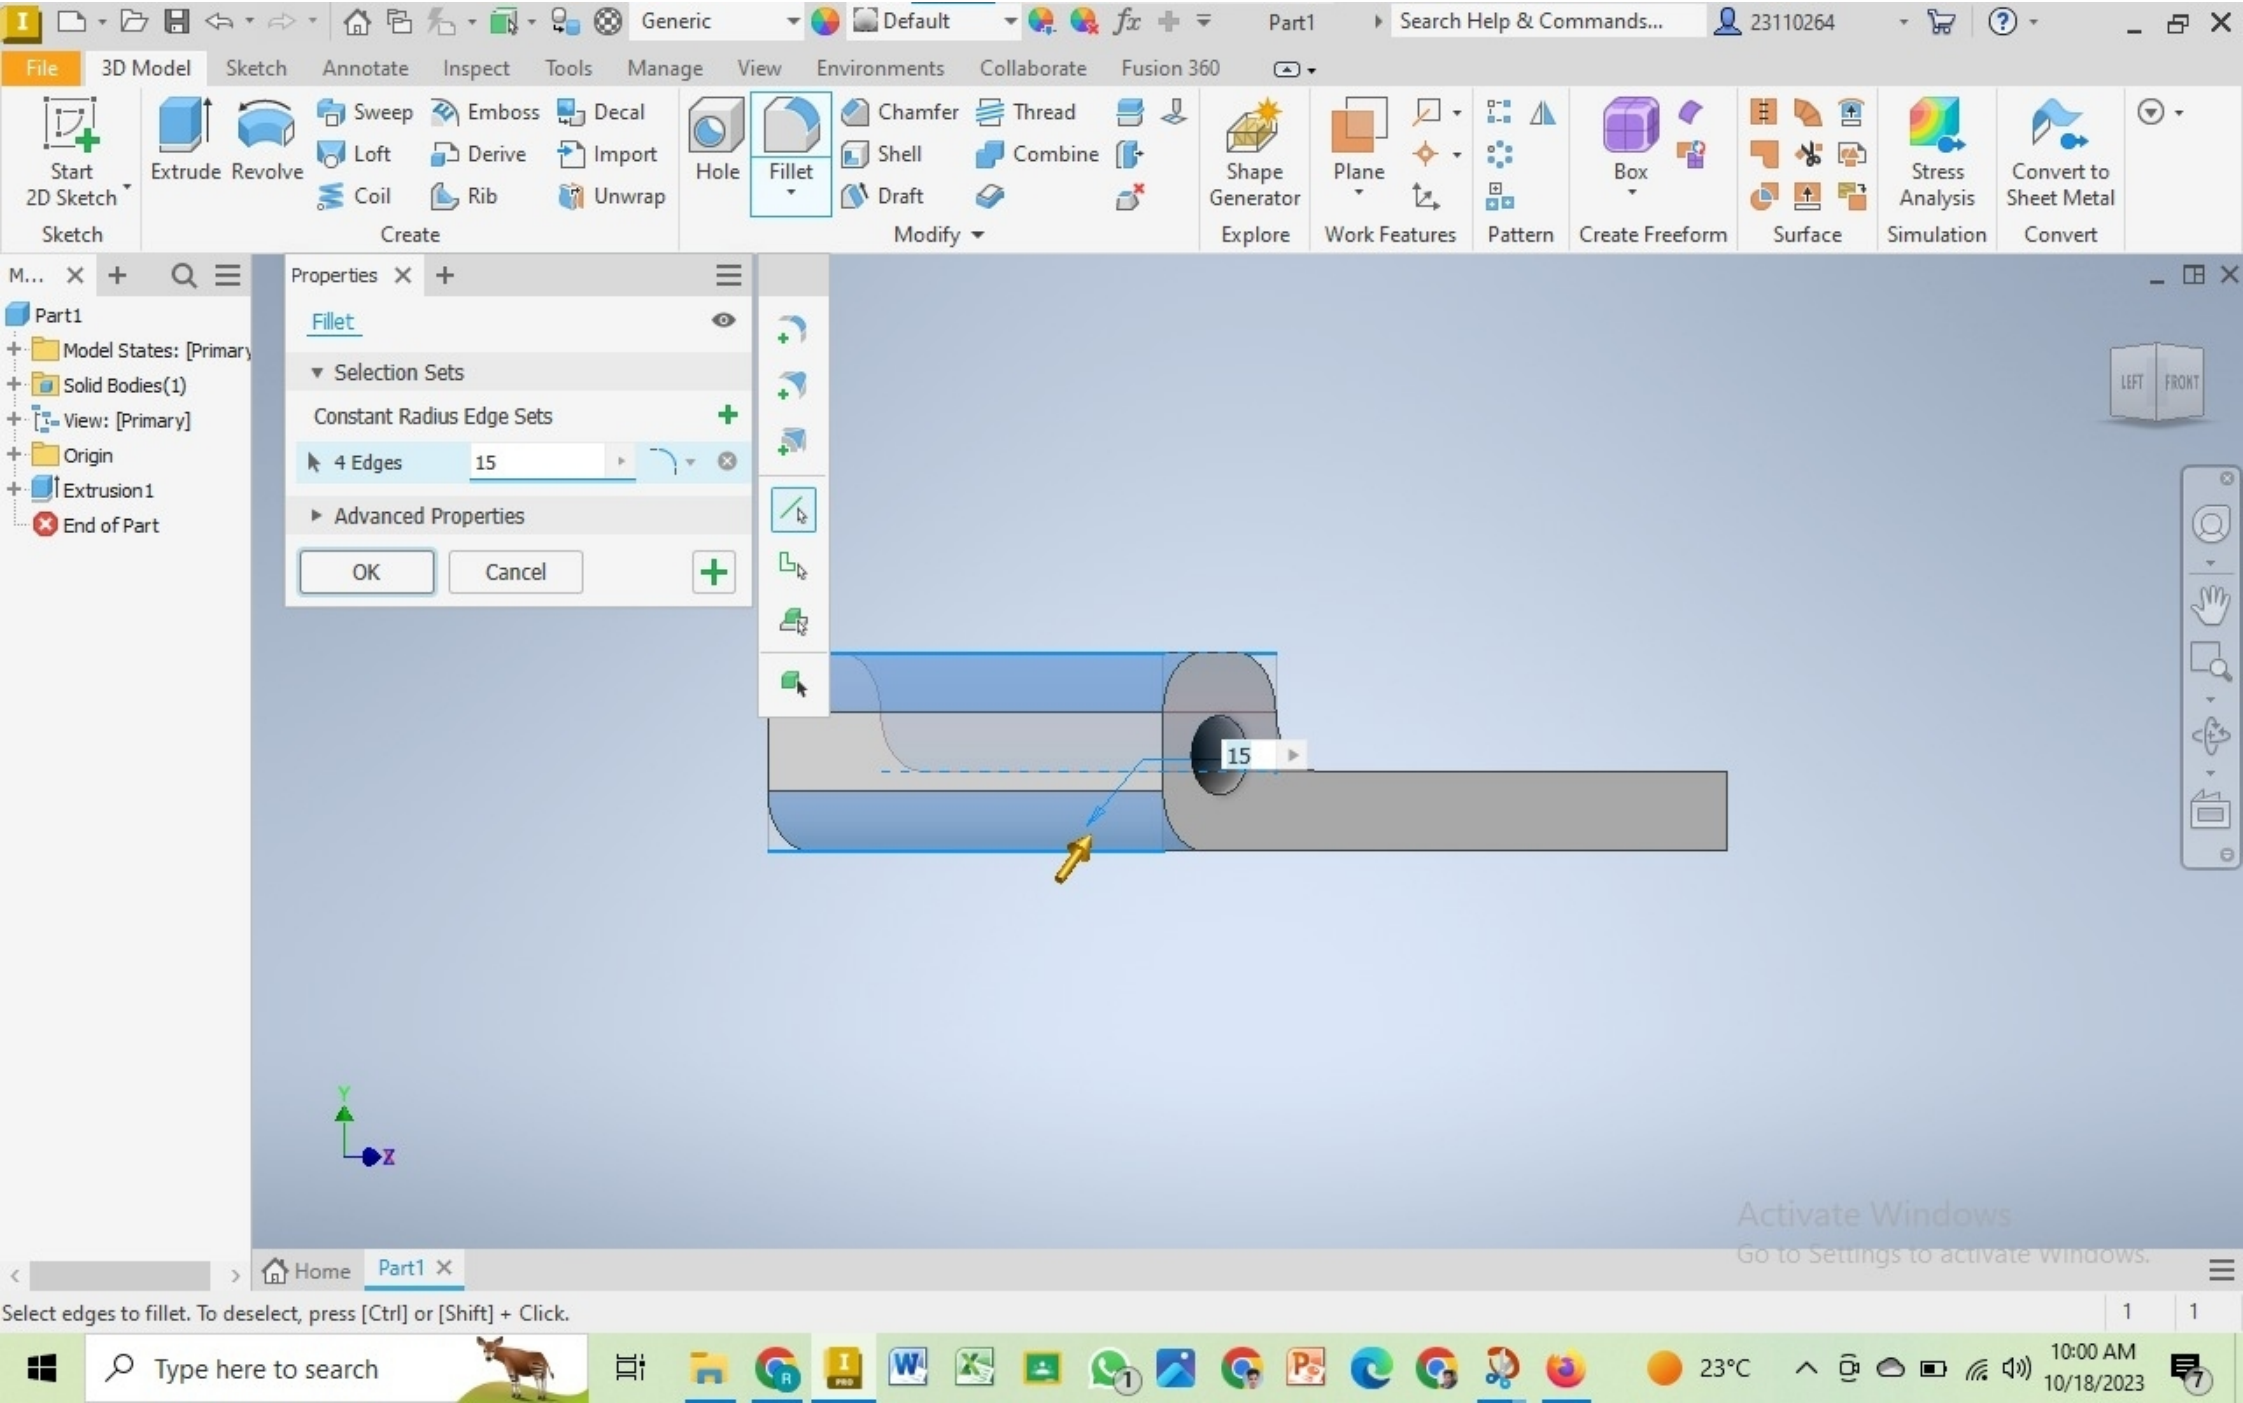 I Generic Default fx Part1 Search Help & Commands... 23110264
File 3D Model Sketch Annotate Inspect Tools Manage View Environments Collaborate Fusion 360
Start
2D Sketch
Extrude Revolve
Sweep Emboss Decal
Loft Derive Import
Coil Rib Unwrap
Hole Fillet
Chamfer Thread
Shell Combine
Draft
Shape
Generator
Plane
Box
Stress
Analysis
Convert to
Sheet Metal
Sketch Create Modify Explore Work Features Pattern Create Freeform Surface Simulation Convert
M...
Part1
Model States: [Primary
Solid Bodies(1)
View: [Primary]
Origin
Extrusion1
End of Part
Properties
Fillet
Selection Sets
Constant Radius Edge Sets
4 Edges 15
Advanced Properties
OK Cancel
LEFT FRONT
15
Y
Z
Activate Windows
Go to Settings to activate Windows.
Home Part1
Select edges to fillet. To deselect, press [Ctrl] or [Shift] + Click. 1 1
Type here to search
R
I
PRO
W
X
1
P
23°C
10:00 AM
10/18/2023
7